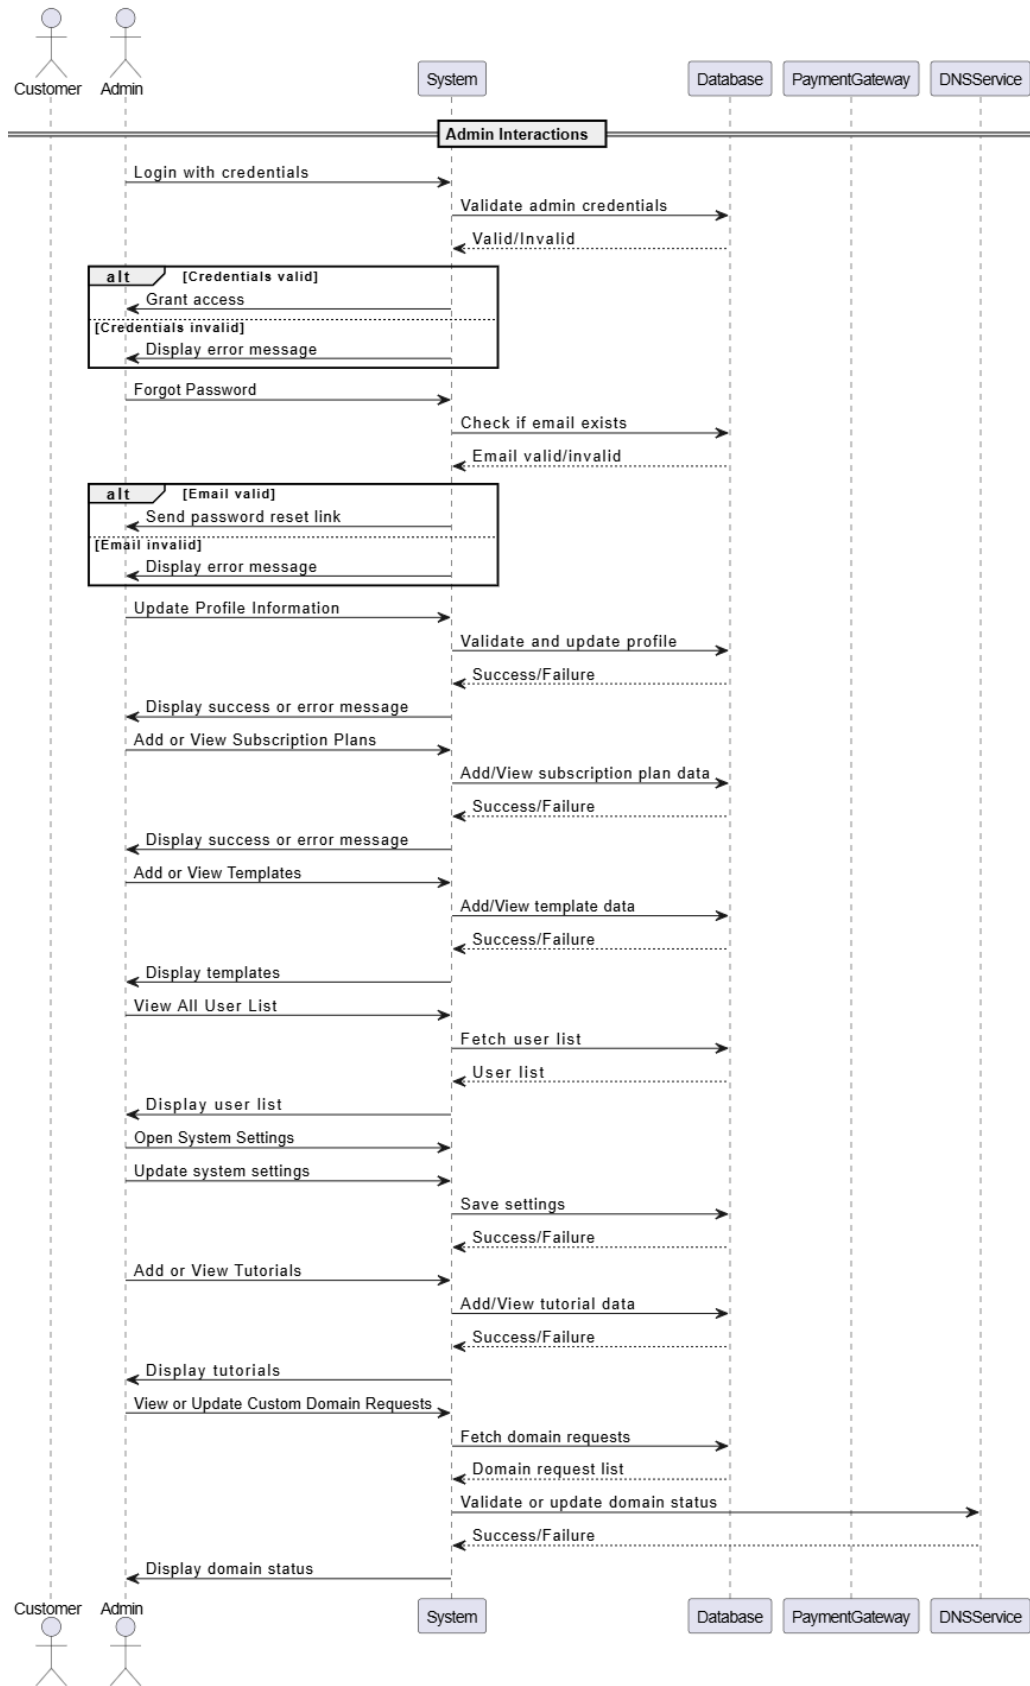 Customer Admin System Database PaymentGateway DNSService
Admin Interactions
Login with credentials
Validate admin credentials
Valid/Invalid
alt [Credentials valid]
Grant access
[Credentials invalid]
Display error message
Forgot Password
Check if email exists
Email valid/invalid
alt [Email valid]
Send password reset link
[Email invalid]
Display error message
Update Profile Information
Validate and update profile
Success/Failure
Display success or error message
Add or View Subscription Plans
Add/View subscription plan data
Success/Failure
Display success or error message
Add or View Templates
Add/View template data
Success/Failure
Display templates
View All User List
Fetch user list
User list
Display user list
Open System Settings
Update system settings
Save settings
Success/Failure
Add or View Tutorials
Add/View tutorial data
Success/Failure
Display tutorials
View or Update Custom Domain Requests
Fetch domain requests
Domain request list
Validate or update domain status
Success/Failure
Display domain status
Customer Admin System Database PaymentGateway DNSService